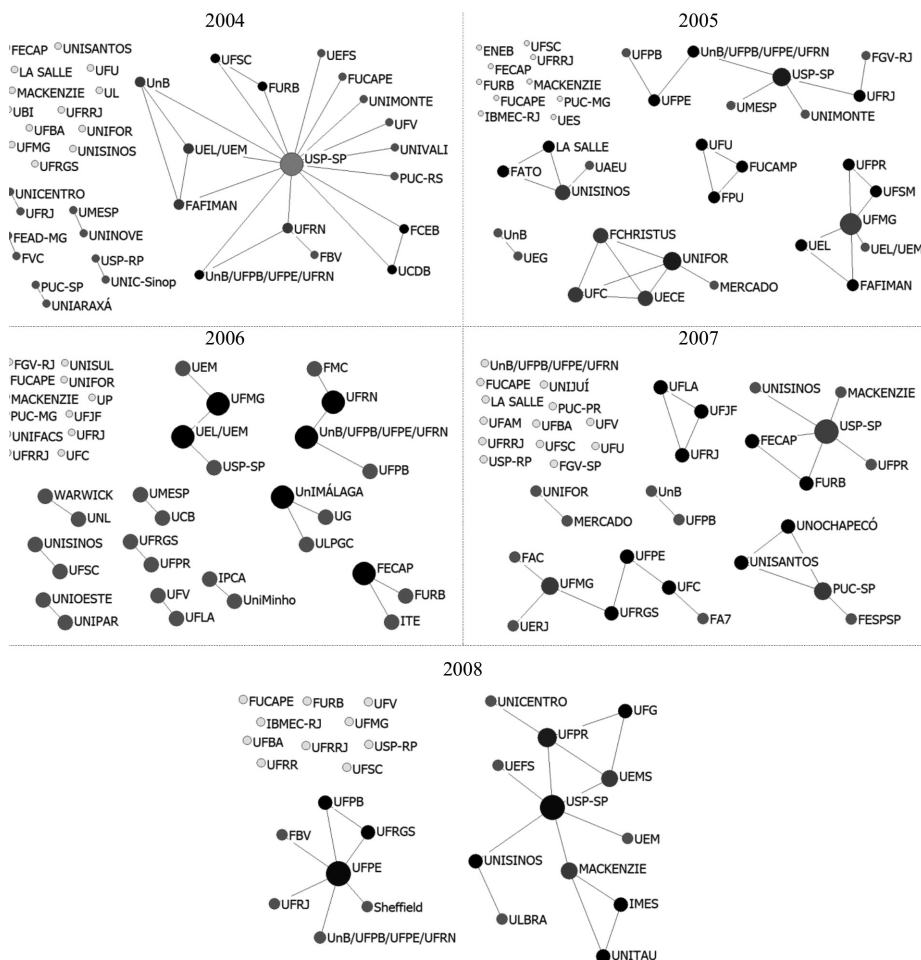 2004
FECAP UNISANTOS
LA SALLE UFU
MACKENZIE UL
UBI UFRRJ
UFBA UNIFOR
UFMG UNISINOS
UFRGS
UNICENTRO
UFRJ
UMESP
UNINOVE
FEAD-MG
FVC
USP-RP
UNIC-Sinop
PUC-SP
UNIARAXÁ
UnB
UFSC
FURB
UEFS
FUCAPE
UNIMONTE
UFV
UNIVALI
PUC-RS
USP-SP
UEL/UEM
FAFIMAN
UFRN
FBV
UnB/UFPB/UFPE/UFRN
FCEB
UCDB
2005
ENEB UFSC
UFRRJ
FECAP
FURB MACKENZIE
FUCAPE PUC-MG
IBMEC-RJ UES
UFPB
UnB/UFPB/UFPE/UFRN
UFPE
USP-SP
FGV-RJ
UFRJ
UMESP
UNIMONTE
LA SALLE
FATO
UAEU
UNISINOS
UFU
FUCAMP
FPU
UFPR
UFSM
UFMG
UEL
UEL/UEM
FAFIMAN
UnB
UEG
FCHRISTUS
UNIFOR
UFC
UECE
MERCADO
2006
FGV-RJ UNISUL
FUCAPE UNIFOR
MACKENZIE UP
PUC-MG UFJF
UNIFACS UFRJ
UFRRJ UFC
UEM
UFMG
UEL/UEM
USP-SP
FMC
UFRN
UnB/UFPB/UFPE/UFRN
UFPB
WARWICK
UNL
UMESP
UCB
UnIMÁLAGA
UG
ULPGC
UNISINOS
UFSC
UFRGS
UFPR
UNIOESTE
UNIPAR
UFV
UFLA
IPCA
UniMinho
FECAP
FURB
ITE
2007
UnB/UFPB/UFPE/UFRN
FUCAPE UNIJUÍ
LA SALLE PUC-PR
UFAM UFBA UFV
UFRRJ UFSC UFU
USP-RP FGV-SP
UFLA
UFJF
UFRJ
UNISINOS
MACKENZIE
USP-SP
FECAP
UFPR
FURB
UNIFOR
MERCADO
UnB
UFPB
UNOCHAPECÓ
UNISANTOS
PUC-SP
FESPSP
FAC
UFMG
UERJ
UFPE
UFC
UFRGS
FA7
2008
FUCAPE FURB UFV
IBMEC-RJ UFMG
UFBA UFRRJ USP-RP
UFRR UFSC
UFPB
UFRGS
FBV
UFPE
UFRJ
Sheffield
UnB/UFPB/UFPE/UFRN
UNICENTRO
UFG
UFPR
UEFS
UEMS
USP-SP
UEM
UNISINOS
MACKENZIE
ULBRA
IMES
UNITAU